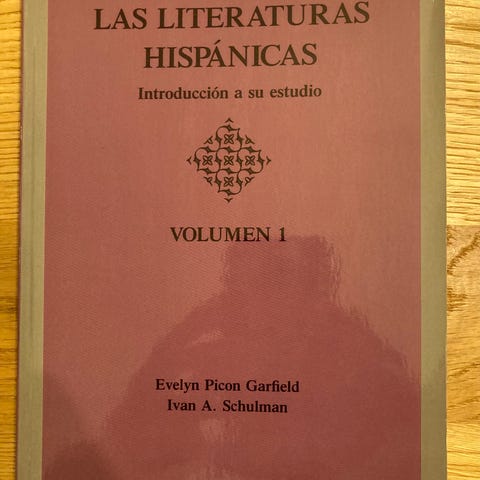 LAS LITERATURAS
HISPÁNICAS
Introducción a su estudio
VOLUMEN 1
Evelyn Picon Garfield
Ivan A. Schulman